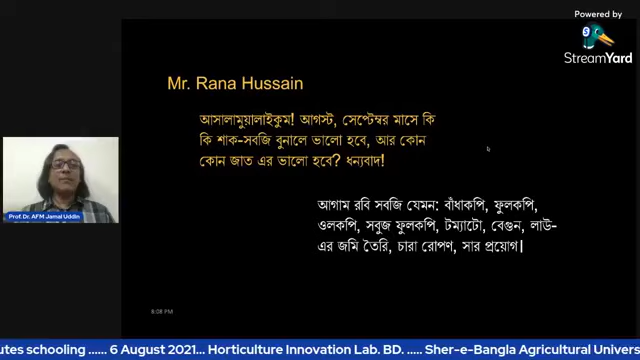 Powered by
StreamYard
Mr. Rana Hussain
আসালামুয়ালাইকুম! আগস্ট, সেপ্টেম্বর মাসে কি
কি শাক-সবজি বুনালে ভালো হবে, আর কোন
কোন জাত এর ভালো হবে? ধন্যবাদ!
আগাম রবি সবজি যেমন: বাঁধাকপি, ফুলকপি,
ওলকপি, সবুজ ফুলকপি, টম্যাটো, বেগুন, লাউ-
এর জমি তৈরি, চারা রোপণ, সার প্রয়োগ।
Prof. Dr. AFM Jamal Uddin
8:08 PM
utes schooling ...... 6 August 2021... Horticulture Innovation Lab. BD. ..... Sher-e-Bangla Agricultural Univers